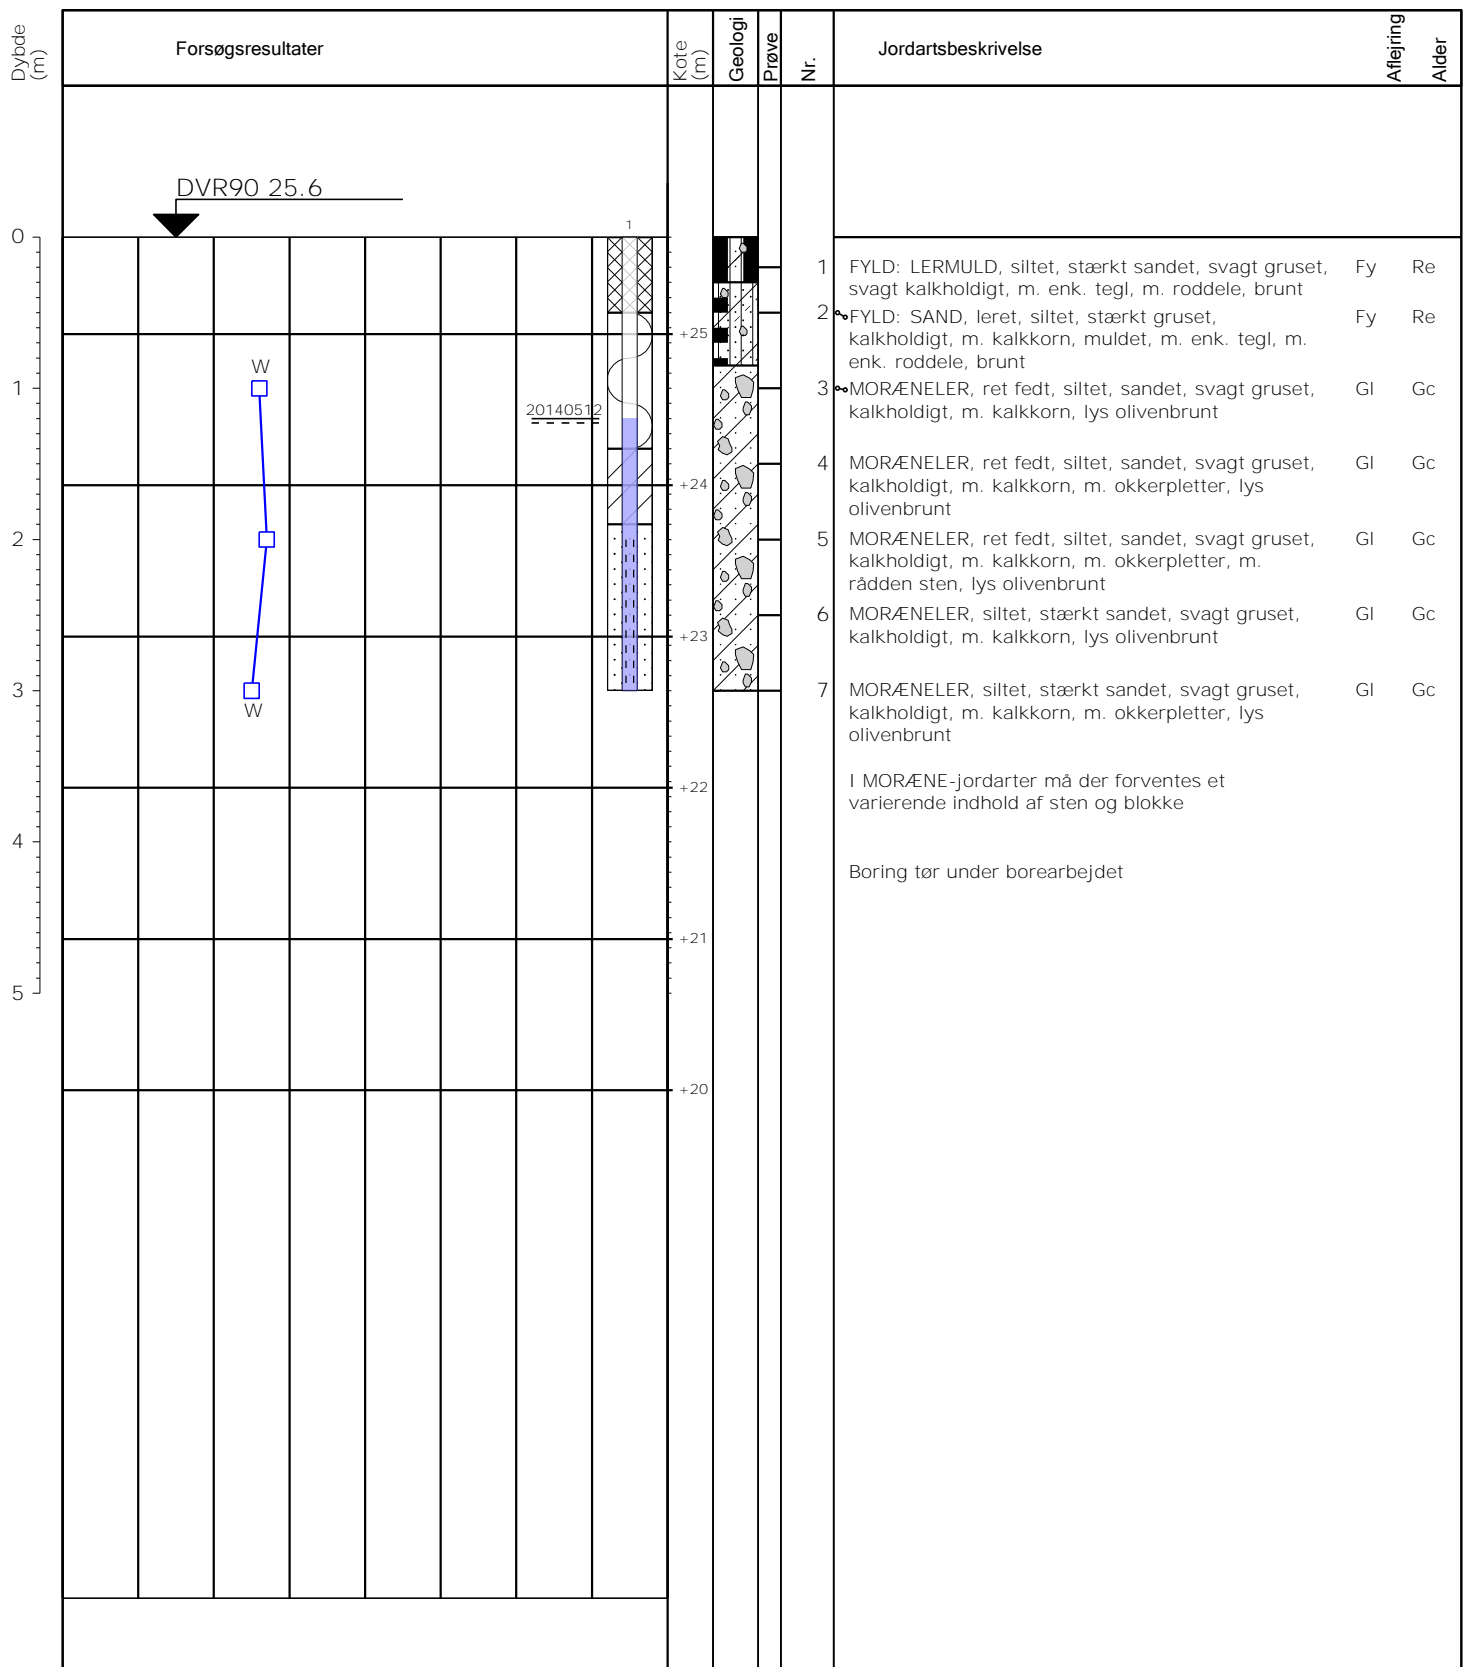 Dybde
(m)
Forsøgsresultater
Kote
(m)
Geologi
Prøve
Nr.
Jordartsbeskrivelse
Aflejring
Alder
DVR90 25.6
0
1
2
3
4
5
W
W
20140512
1
+25
+24
+23
+22
+21
+20
1 FYLD: LERMULD, siltet, stærkt sandet, svagt gruset, Fy Re
svagt kalkholdigt, m. enk. tegl, m. roddele, brunt
2 FYLD: SAND, leret, siltet, stærkt gruset, Fy Re
kalkholdigt, m. kalkkorn, muldet, m. enk. tegl, m.
enk. roddele, brunt
3 MORÆNELER, ret fedt, siltet, sandet, svagt gruset, Gl Gc
kalkholdigt, m. kalkkorn, lys olivenbrunt
4 MORÆNELER, ret fedt, siltet, sandet, svagt gruset, Gl Gc
kalkholdigt, m. kalkkorn, m. okkerpletter, lys
olivenbrunt
5 MORÆNELER, ret fedt, siltet, sandet, svagt gruset, Gl Gc
kalkholdigt, m. kalkkorn, m. okkerpletter, m.
rådden sten, lys olivenbrunt
6 MORÆNELER, siltet, stærkt sandet, svagt gruset, Gl Gc
kalkholdigt, m. kalkkorn, lys olivenbrunt
7 MORÆNELER, siltet, stærkt sandet, svagt gruset, Gl Gc
kalkholdigt, m. kalkkorn, m. okkerpletter, lys
olivenbrunt
I MORÆNE-jordarter må der forventes et
varierende indhold af sten og blokke
Boring tør under borearbejdet